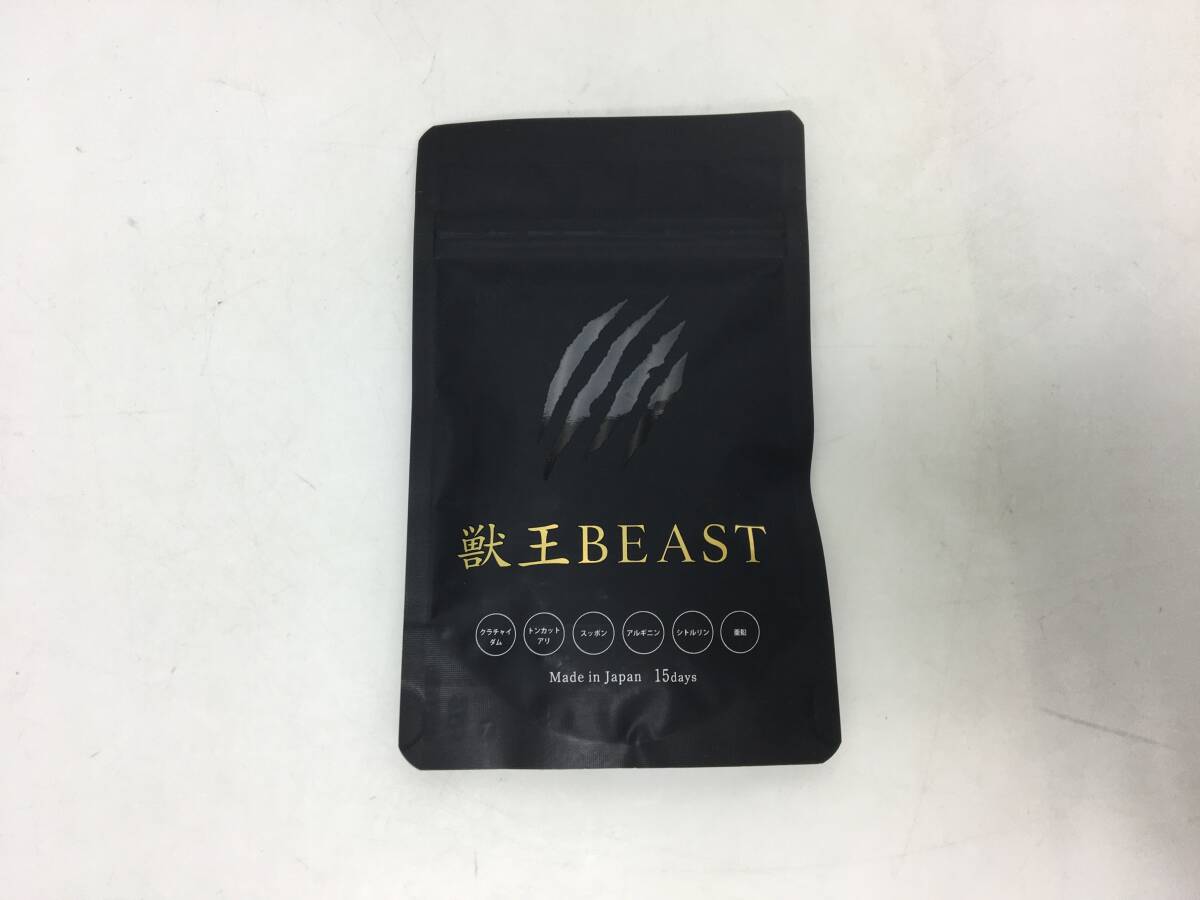 獣王BEAST
クラチャイ
ダム
トンカット
アリ
スッポン
アルギニン
シトルリン
亜鉛
Made in Japan 15days